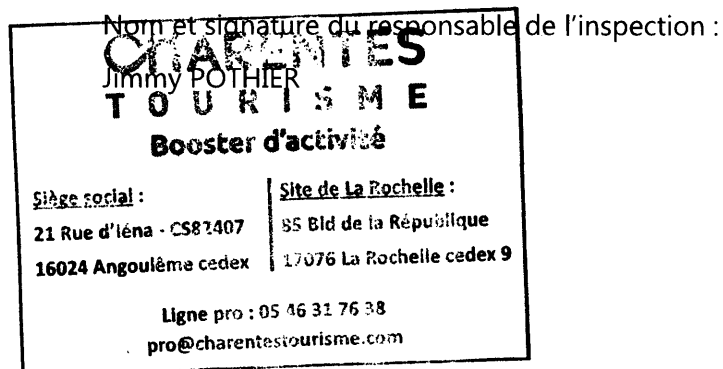 Nom et signature du responsable de l'inspection :
CHARENTES
Jimmy POTHIER
TOURISME
Booster d'activité
Siège social :
21 Rue d'Iéna - CS82407
16024 Angoulême cedex
Site de La Rochelle :
85 Bld de la République
17076 La Rochelle cedex 9
Ligne pro : 05 46 31 76 38
pro@charentestourisme.com